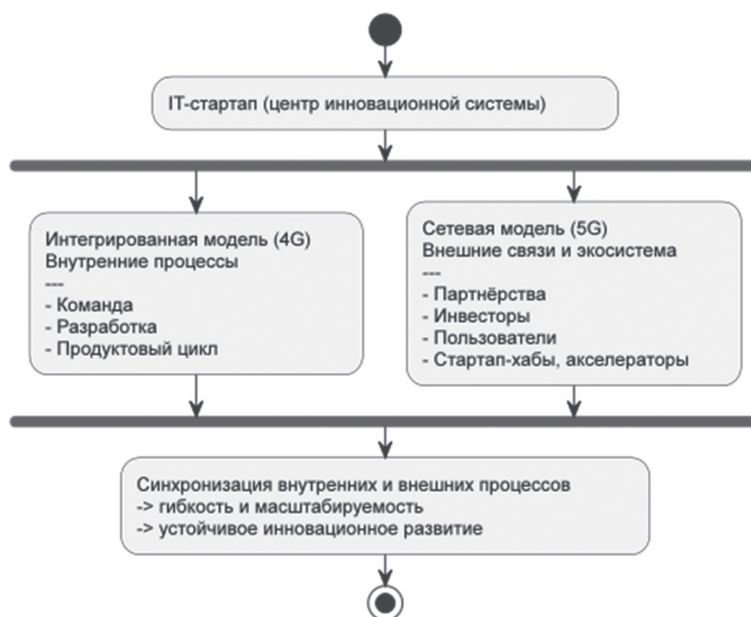 IT-стартап (центр инновационной системы)
Интегрированная модель (4G)
Внутренние процессы
---
- Команда
- Разработка
- Продуктовый цикл
Сетевая модель (5G)
Внешние связи и экосистема
---
- Партнёрства
- Инвесторы
- Пользователи
- Стартап-хабы, акселераторы
Синхронизация внутренних и внешних процессов
-> гибкость и масштабируемость
-> устойчивое инновационное развитие